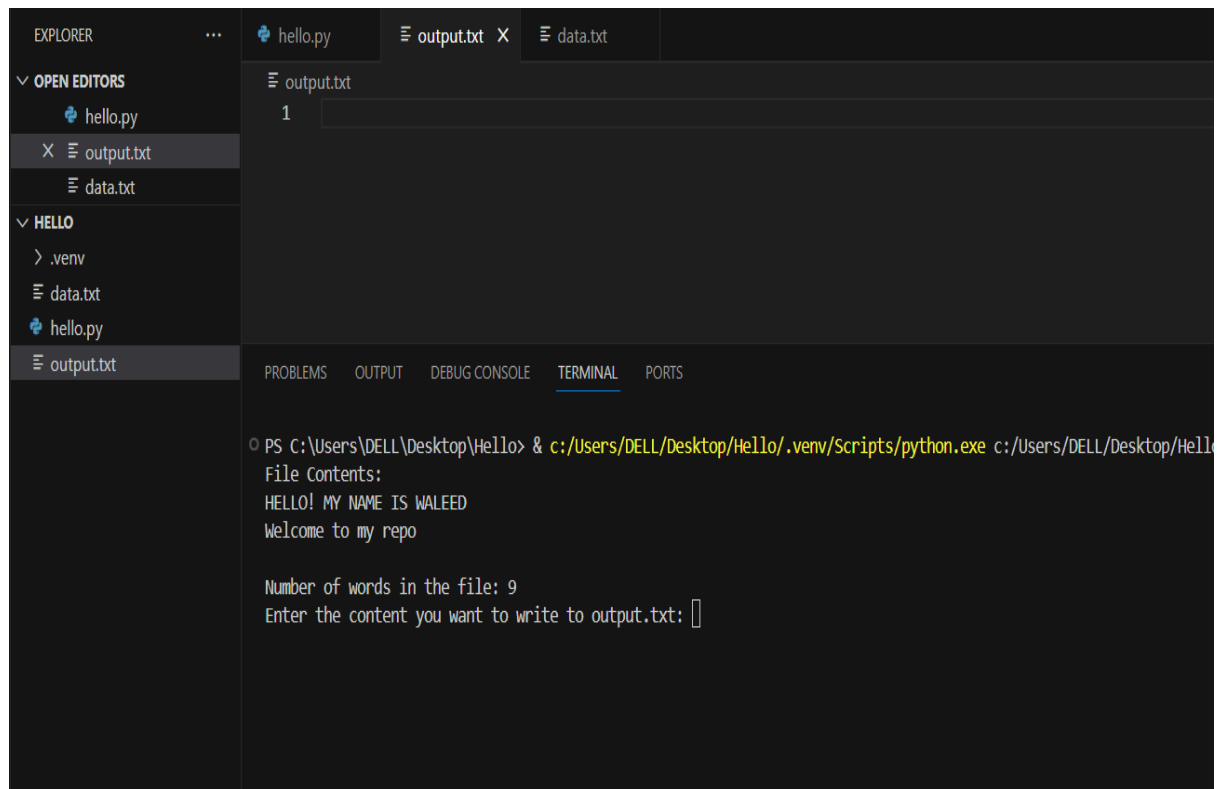 EXPLORER ...
OPEN EDITORS
hello.py
X output.txt
data.txt
HELLO
.venv
data.txt
hello.py
output.txt
hello.py output.txt X data.txt
output.txt
1
PROBLEMS OUTPUT DEBUG CONSOLE TERMINAL PORTS
PS C:\Users\DELL\Desktop\Hello> & c:/Users/DELL/Desktop/Hello/.venv/Scripts/python.exe c:/Users/DELL/Desktop/Hell
File Contents:
HELLO! MY NAME IS WALEED
Welcome to my repo
Number of words in the file: 9
Enter the content you want to write to output.txt: